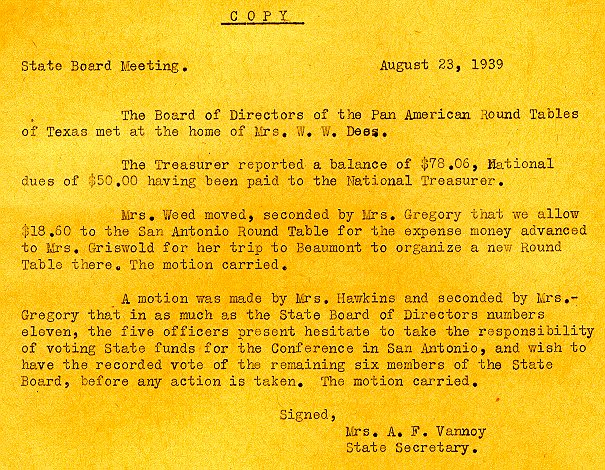 COPY
State Board Meeting. August 23, 1939
The Board of Directors of the Pan American Round Tables
of Texas met at the home of Mrs. W. W. Dees.
The Treasurer reported a balance of $78.06, National
dues of $50.00 having been paid to the National Treasurer.
Mrs. Weed moved, seconded by Mrs. Gregory that we allow
$18.60 to the San Antonio Round Table for the expense money advanced
to Mrs. Griswold for her trip to Beaumont to organize a new Round
Table there. The motion carried.
A motion was made by Mrs. Hawkins and seconded by Mrs.-
Gregory that in as much as the State Board of Directors numbers
eleven, the five officers present hesitate to take the responsibility
of voting State funds for the Conference in San Antonio, and wish to
have the recorded vote of the remaining six members of the State
Board, before any action is taken. The motion carried.
Signed,
Mrs. A. F. Vannoy
State Secretary.